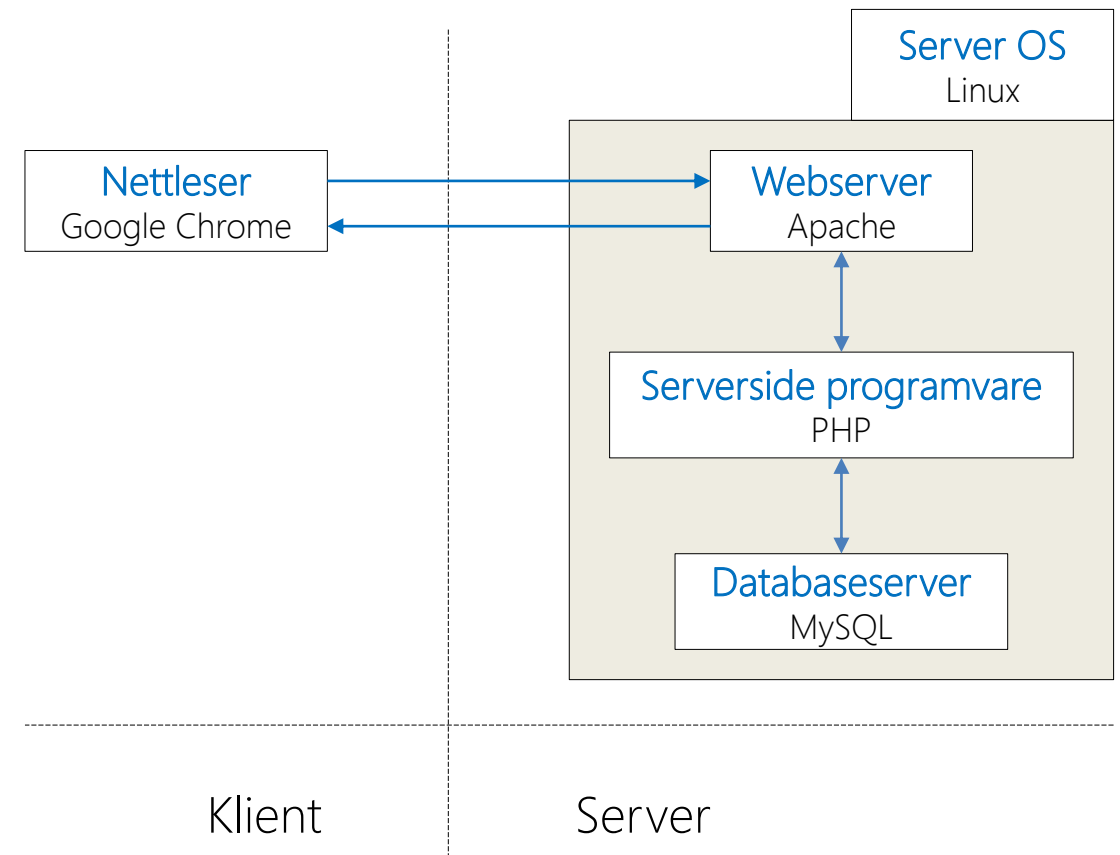 Server OS
Linux
Nettleser
Google Chrome
Webserver
Apache
Serverside programvare
PHP
Databaseserver
MySQL
Klient
Server